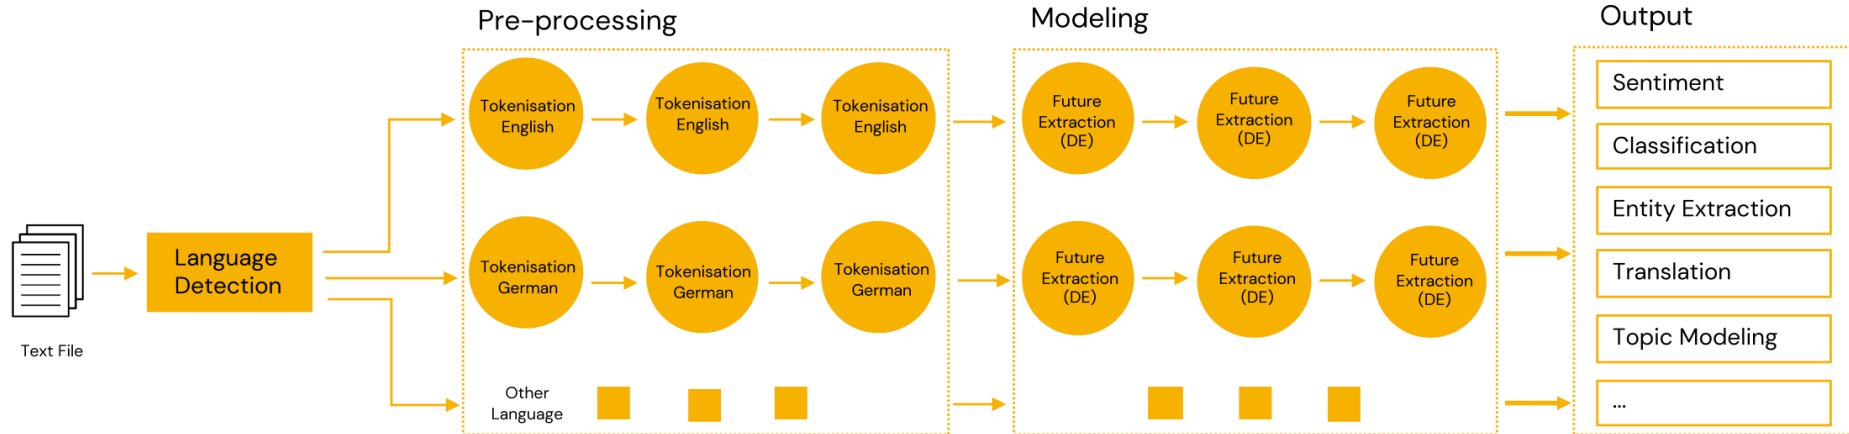 Pre-processing
Modeling
Output
Tokenisation
English
Tokenisation
English
Tokenisation
English
Future
Extraction
(DE)
Future
Extraction
(DE)
Future
Extraction
(DE)
Sentiment
Classification
Entity Extraction
Translation
Topic Modeling
...
Text File
Language
Detection
Tokenisation
German
Tokenisation
German
Tokenisation
German
Future
Extraction
(DE)
Future
Extraction
(DE)
Future
Extraction
(DE)
Other
Language